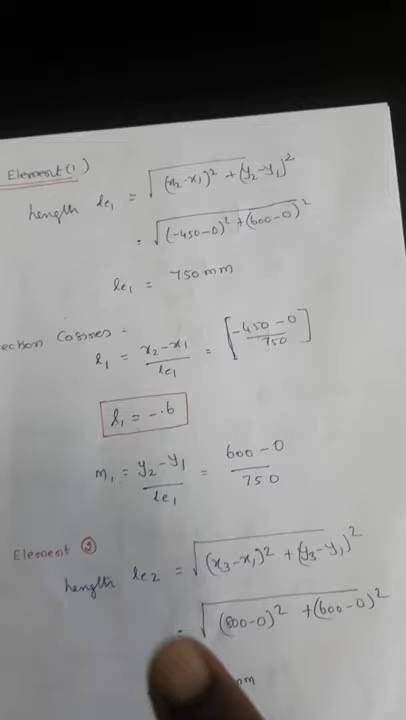 Element (1)
Length le₁ = √(x₂-x₁)² + (y₂-y₁)²
= √(-450-0)² + (600-0)²
le₁ = 750 mm
ection Cosines -
l₁ = x₂-x₁ / le₁ = [-450-0 / 750]
l₁ = -.6
m₁ = y₂-y₁ / le₁ = 600-0 / 750
Element ②
Length le₂ = √(x₃-x₁)² + (y₃-y₁)²
= √(800-0)² + (600-0)²